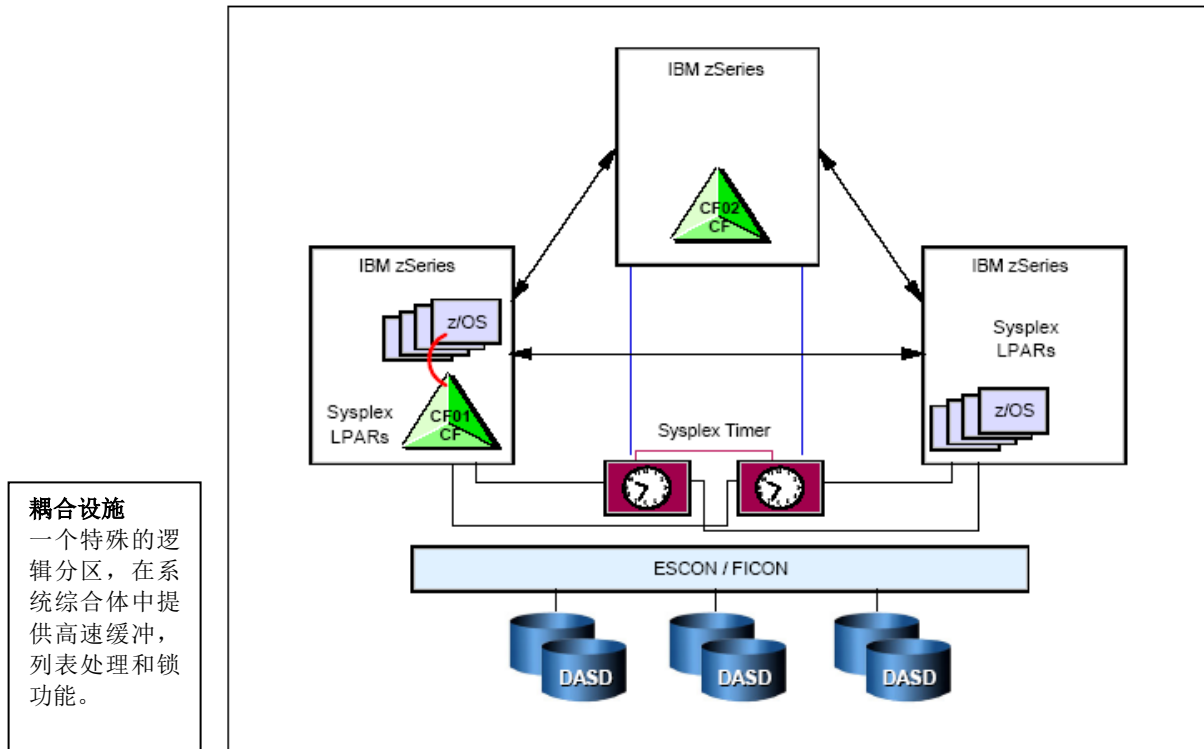 IBM zSeries
CF02
CF
IBM zSeries
z/OS
Sysplex
LPARs
CF01
CF
IBM zSeries
Sysplex
LPARs
z/OS
Sysplex Timer
ESCON / FICON
DASD
DASD
DASD
耦合设施
一个特殊的逻
辑分区，在系
统综合体中提
供高速缓冲，
列表处理和锁
功能。